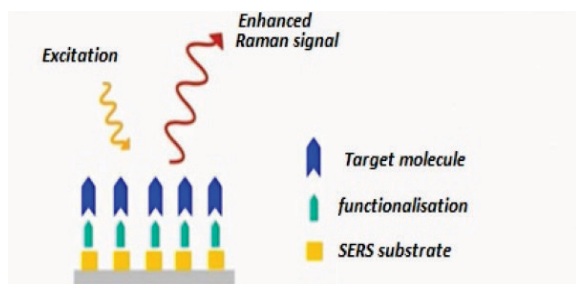 Enhanced
Raman signal
Excitation
Target molecule
functionalisation
SERS substrate